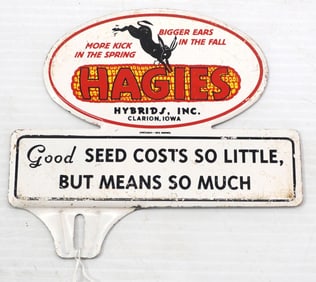 MORE KICK
IN THE SPRING
BIGGER EARS
IN THE FALL
HAGIES
HYBRIDS, INC.
CLARION, IOWA
Good SEED COSTS SO LITTLE,
BUT MEANS SO MUCH